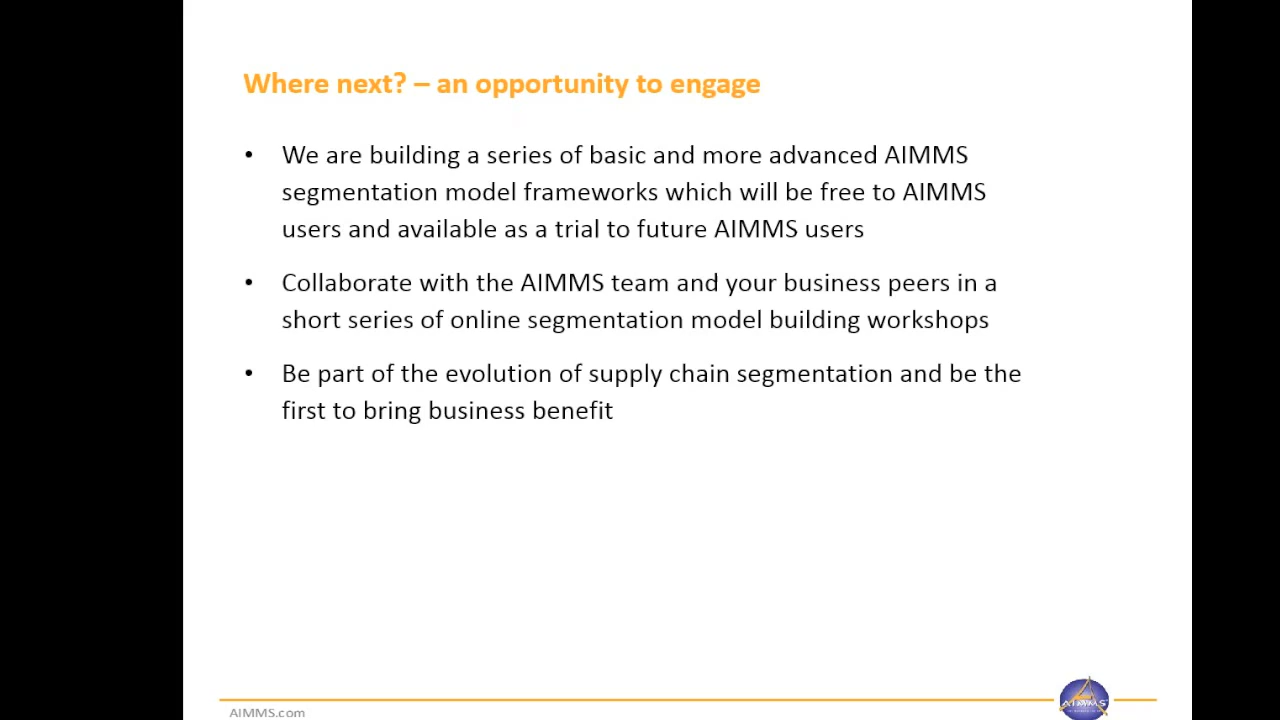 Where next? – an opportunity to engage
• We are building a series of basic and more advanced AIMMS
segmentation model frameworks which will be free to AIMMS
users and available as a trial to future AIMMS users
• Collaborate with the AIMMS team and your business peers in a
short series of online segmentation model building workshops
• Be part of the evolution of supply chain segmentation and be the
first to bring business benefit
AIMMS.com
AIMMS